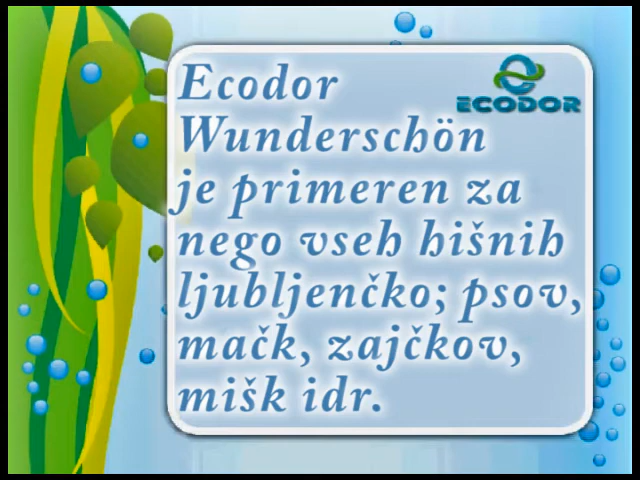 ECODOR
Ecodor
Wunderschön
je primeren za
nego vseh hišnih
ljubljenčko; psov,
mačk, zajčkov,
mišk idr.